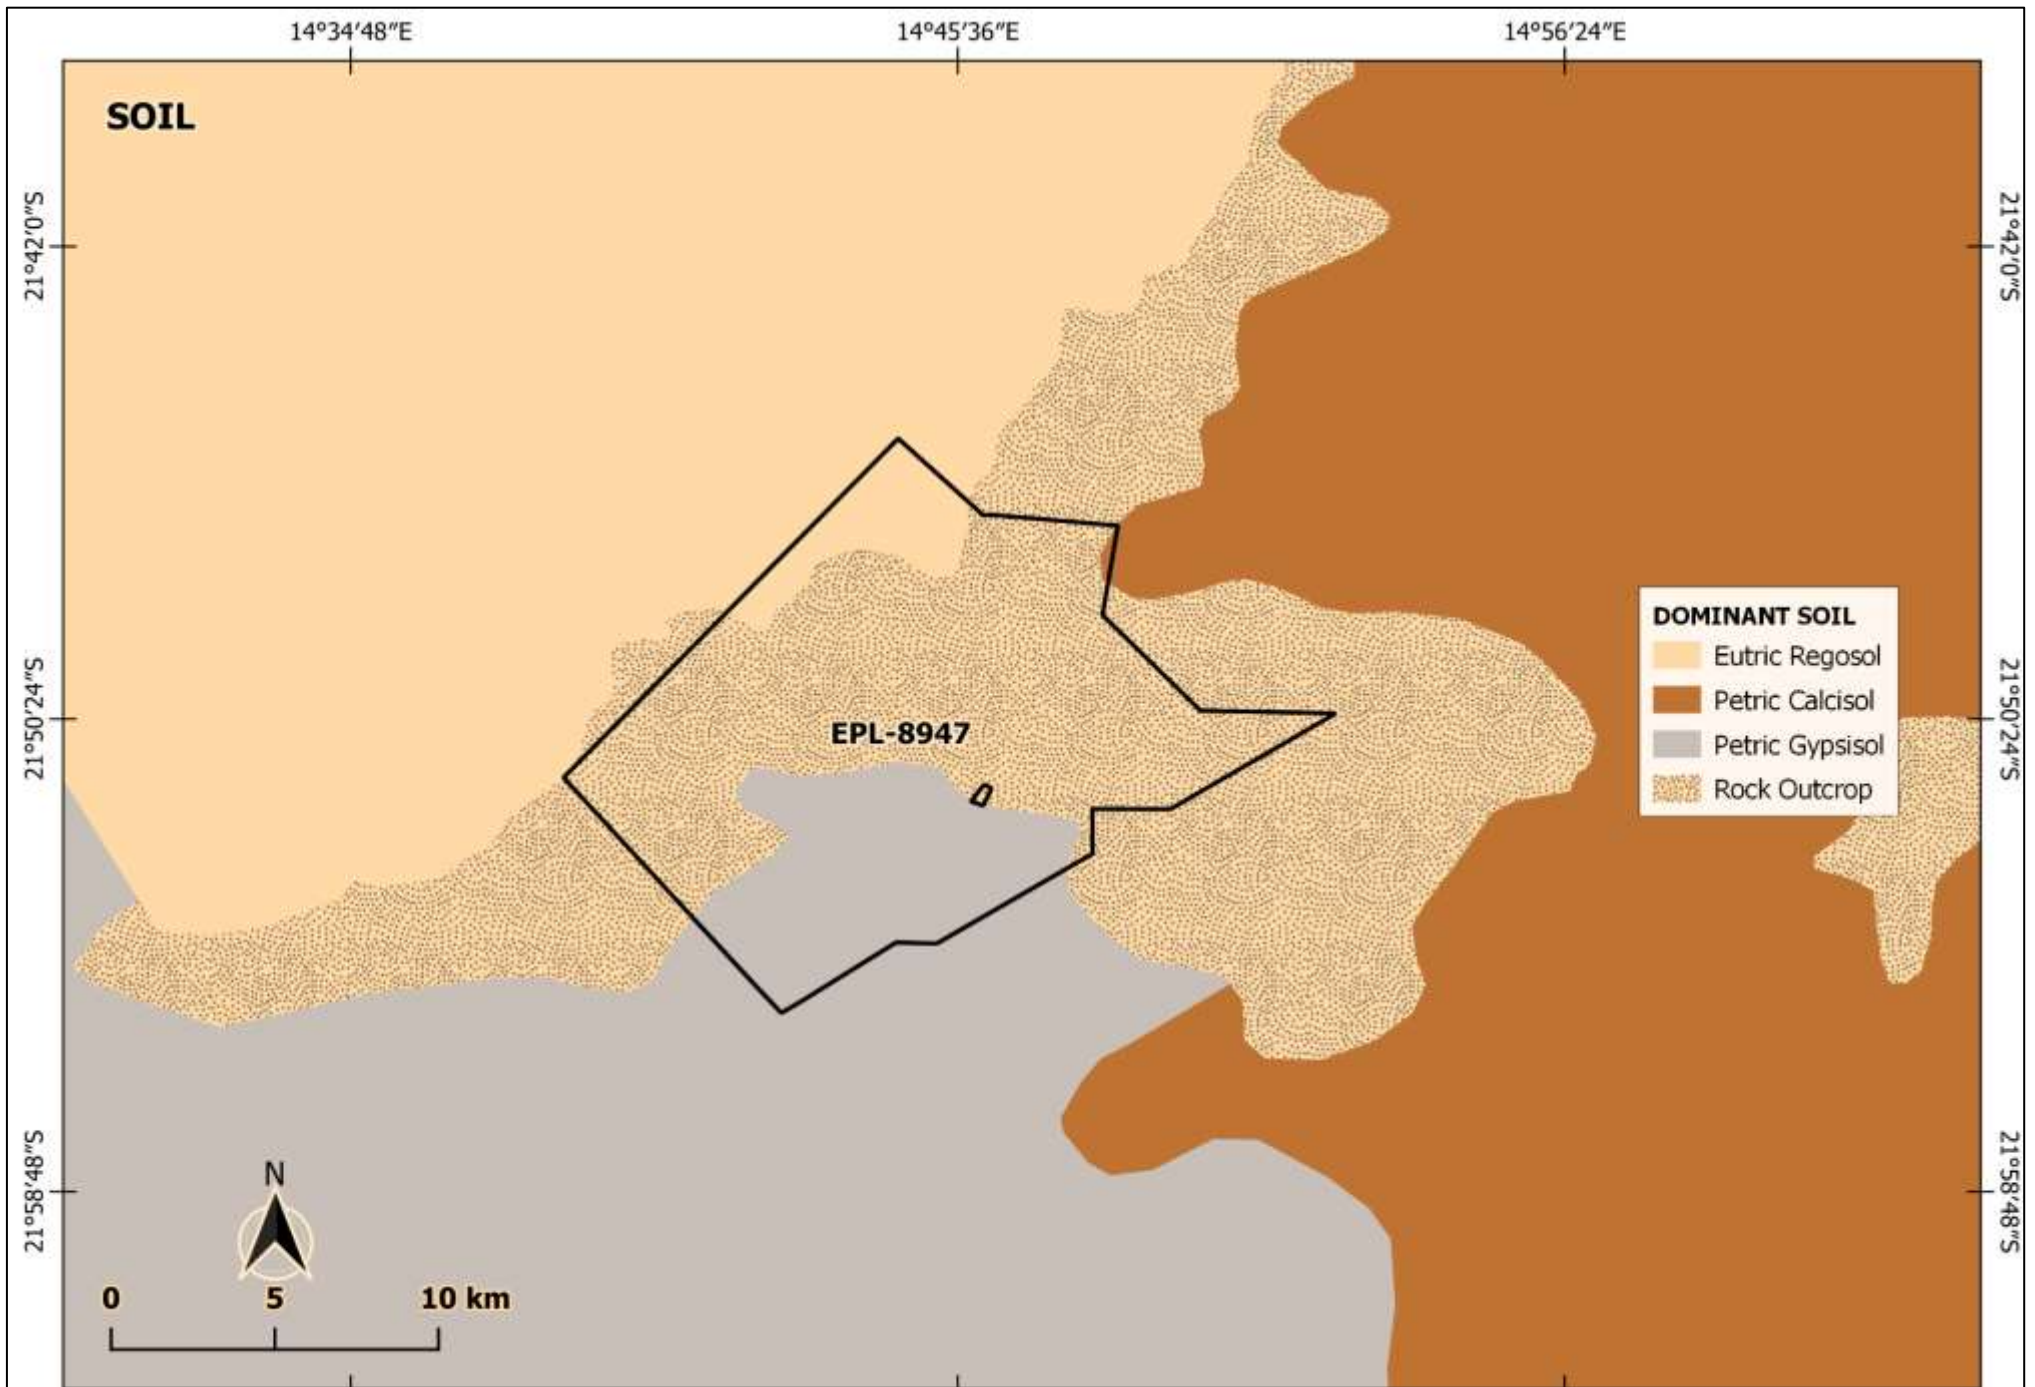 14°34′48″E
14°45′36″E
14°56′24″E
SOIL
21°42′0″S
21°42′0″S
DOMINANT SOIL
Eutric Regosol
Petric Calcisol
Petric Gypsisol
Rock Outcrop
21°50′24″S
21°50′24″S
EPL-8947
21°58′48″S
21°58′48″S
N
0 5 10 km